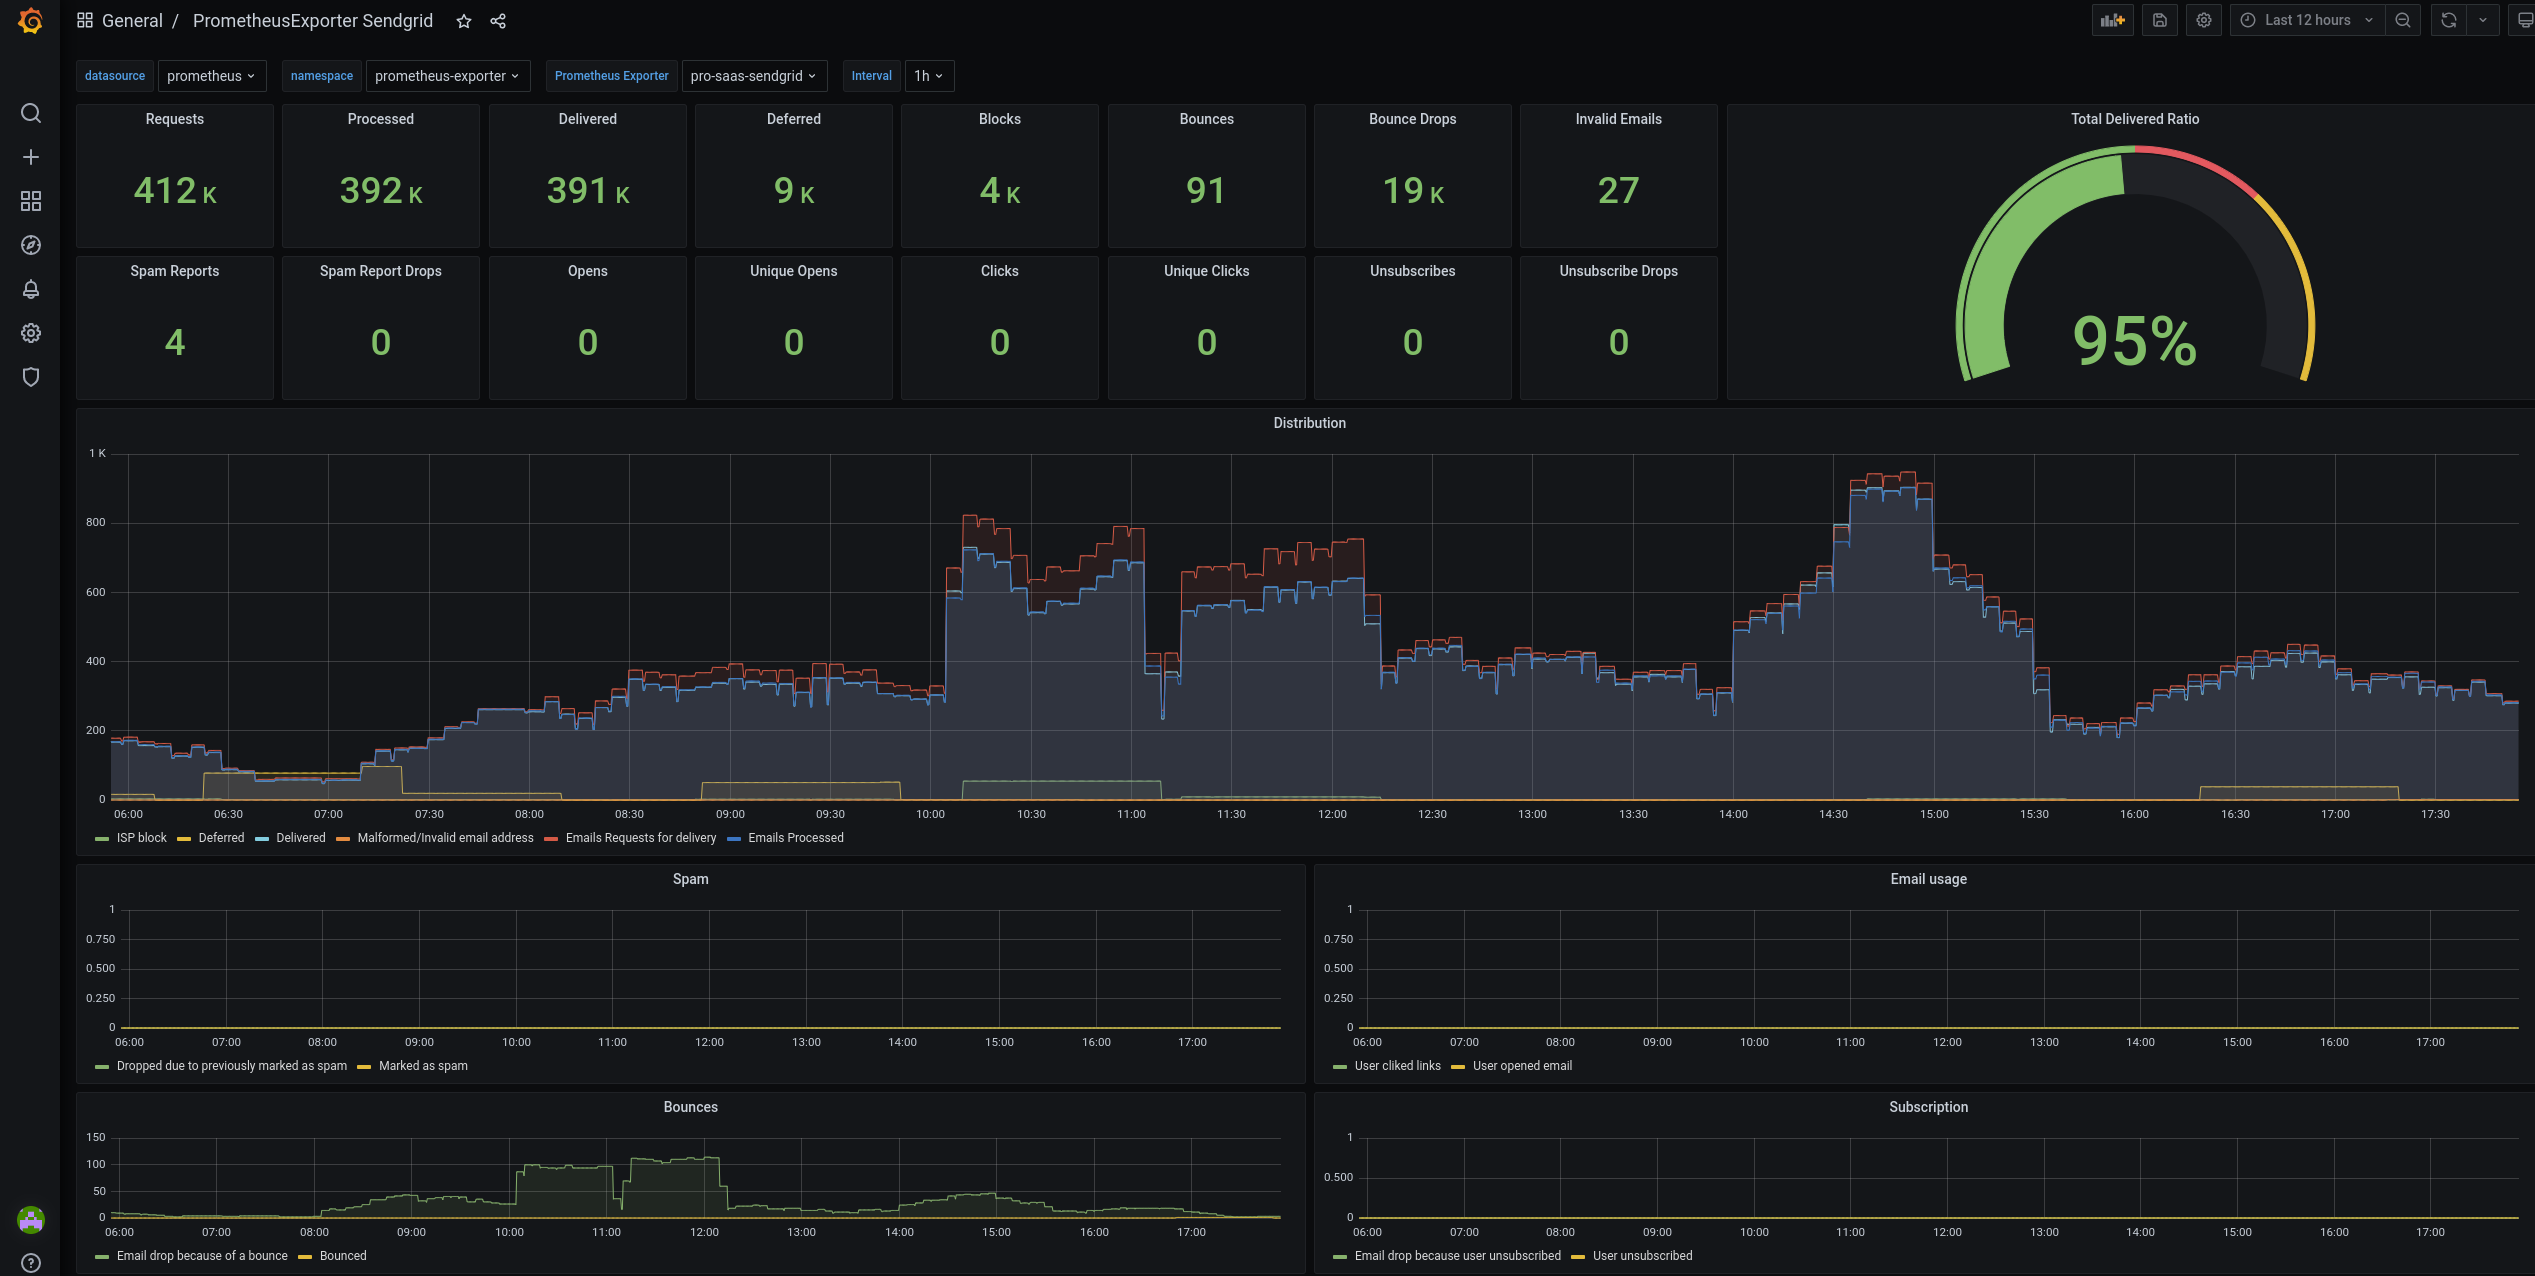 General / PrometheusExporter Sendgrid
Last 12 hours
datasource prometheus namespace prometheus-exporter Prometheus Exporter pro-saas-sendgrid Interval 1h
Requests Processed Delivered Deferred Blocks Bounces Bounce Drops Invalid Emails Total Delivered Ratio
412 K 392 K 391 K 9 K 4 K 91 19 K 27
Spam Reports Spam Report Drops Opens Unique Opens Clicks Unique Clicks Unsubscribes Unsubscribe Drops
4 0 0 0 0 0 0 0 95%
Distribution
1 K
800
600
400
200
0
06:00 06:30 07:00 07:30 08:00 08:30 09:00 09:30 10:00 10:30 11:00 11:30 12:00 12:30 13:00 13:30 14:00 14:30 15:00 15:30 16:00 16:30 17:00 17:30
ISP block Deferred Delivered Malformed/Invalid email address Emails Requests for delivery Emails Processed
Spam
1
0.750
0.500
0.250
0
06:00 07:00 08:00 09:00 10:00 11:00 12:00 13:00 14:00 15:00 16:00 17:00
Dropped due to previously marked as spam Marked as spam
Email usage
1
0.750
0.500
0.250
0
06:00 07:00 08:00 09:00 10:00 11:00 12:00 13:00 14:00 15:00 16:00 17:00
User cliked links User opened email
Bounces
150
100
50
0
06:00 07:00 08:00 09:00 10:00 11:00 12:00 13:00 14:00 15:00 16:00 17:00
Email drop because of a bounce Bounced
Subscription
1
0.500
0
06:00 07:00 08:00 09:00 10:00 11:00 12:00 13:00 14:00 15:00 16:00 17:00
Email drop because user unsubscribed User unsubscribed